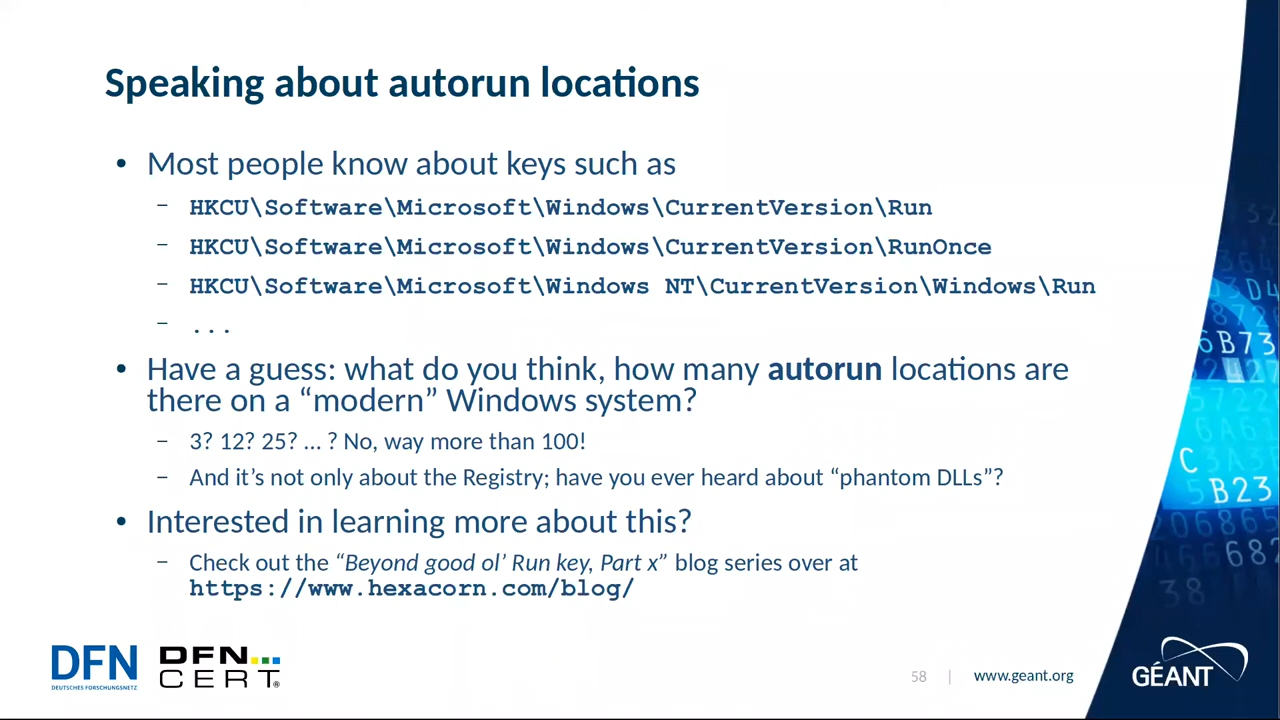 Speaking about autorun locations
• Most people know about keys such as
– HKCU\Software\Microsoft\Windows\CurrentVersion\Run
– HKCU\Software\Microsoft\Windows\CurrentVersion\RunOnce
– HKCU\Software\Microsoft\Windows NT\CurrentVersion\Windows\Run
– ...
• Have a guess: what do you think, how many autorun locations are
there on a “modern” Windows system?
– 3? 12? 25? ... ? No, way more than 100!
– And it’s not only about the Registry; have you ever heard about “phantom DLLs”?
• Interested in learning more about this?
– Check out the “Beyond good ol’ Run key, Part x” blog series over at
https://www.hexacorn.com/blog/
DFN
DEUTSCHES FORSCHUNGSNETZ
DFN
CERT®
58 | www.geant.org
GÉANT
6B73
C
B23